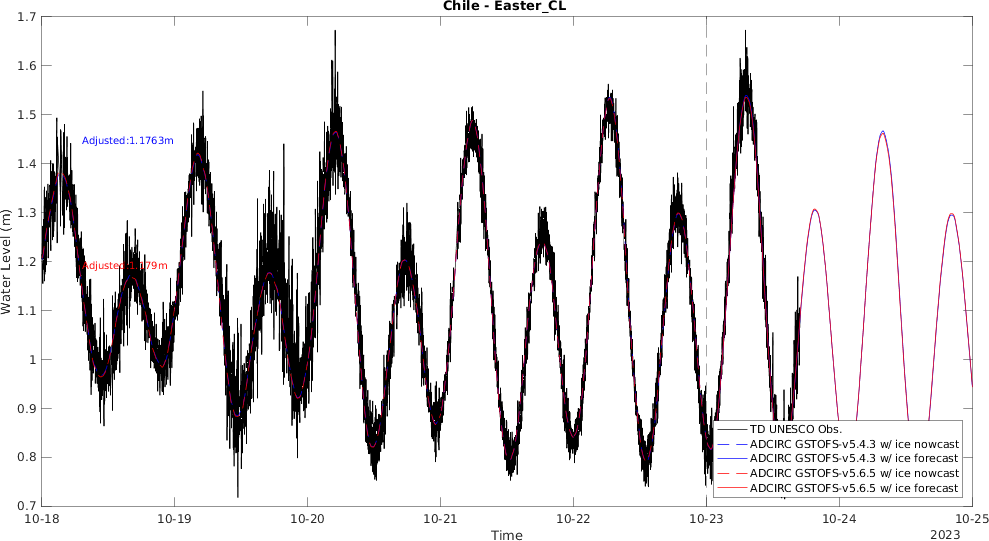 Chile - Easter_CL
Water Level (m)
1.7
1.6
1.5
1.4
1.3
1.2
1.1
1
0.9
0.8
0.7
Adjusted:1.1763m
Adjusted:1.179m
TD UNESCO Obs.
ADCIRC GSTOFS-v5.4.3 w/ ice nowcast
ADCIRC GSTOFS-v5.4.3 w/ ice forecast
ADCIRC GSTOFS-v5.6.5 w/ ice nowcast
ADCIRC GSTOFS-v5.6.5 w/ ice forecast
10-18 10-19 10-20 10-21 10-22 10-23 10-24 10-25
Time
2023